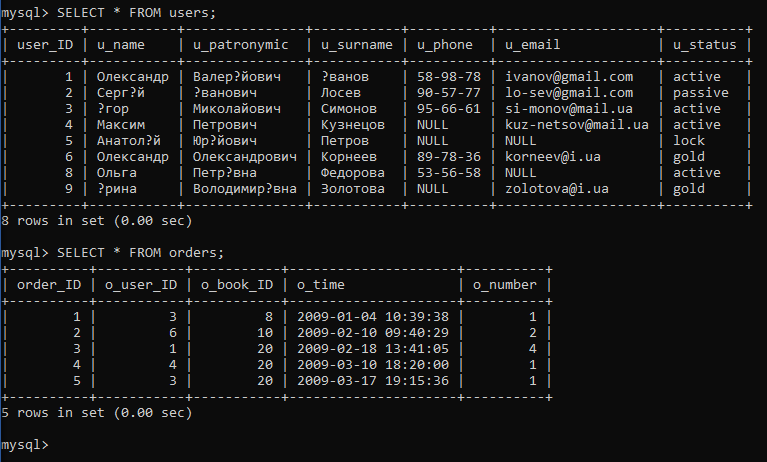 mysql> SELECT * FROM users;
+---------+-----------+---------------+-----------+----------+--------------------+----------+
| user_ID | u_name    | u_patronymic  | u_surname | u_phone  | u_email            | u_status |
+---------+-----------+---------------+-----------+----------+--------------------+----------+
|       1 | Олександр | Валер?йович   | ?ванов    | 58-98-78 | ivanov@gmail.com   | active   |
|       2 | Серг?й    | ?ванович      | Лосев     | 90-57-77 | lo-sev@gmail.com   | passive  |
|       3 | ?гор      | Миколайович   | Симонов   | 95-66-61 | si-monov@mail.ua   | active   |
|       4 | Максим    | Петрович      | Кузнецов  | NULL     | kuz-netsov@mail.ua | active   |
|       5 | Анатол?й  | Юр?йович      | Петров    | NULL     | NULL               | lock     |
|       6 | Олександр | Олександрович | Корнеев   | 89-78-36 | korneev@i.ua       | gold     |
|       8 | Ольга     | Петр?вна      | Федорова  | 53-56-58 | NULL               | active   |
|       9 | ?рина     | Володимир?вна | Золотова  | NULL     | zolotova@i.ua      | gold     |
+---------+-----------+---------------+-----------+----------+--------------------+----------+
8 rows in set (0.00 sec)
mysql> SELECT * FROM orders;
+----------+-----------+-----------+---------------------+----------+
| order_ID | o_user_ID | o_book_ID | o_time              | o_number |
+----------+-----------+-----------+---------------------+----------+
|        1 |         3 |         8 | 2009-01-04 10:39:38 |        1 |
|        2 |         6 |        10 | 2009-02-10 09:40:29 |        2 |
|        3 |         1 |        20 | 2009-02-18 13:41:05 |        4 |
|        4 |         4 |        20 | 2009-03-10 18:20:00 |        1 |
|        5 |         3 |        20 | 2009-03-17 19:15:36 |        1 |
+----------+-----------+-----------+---------------------+----------+
5 rows in set (0.00 sec)
mysql>